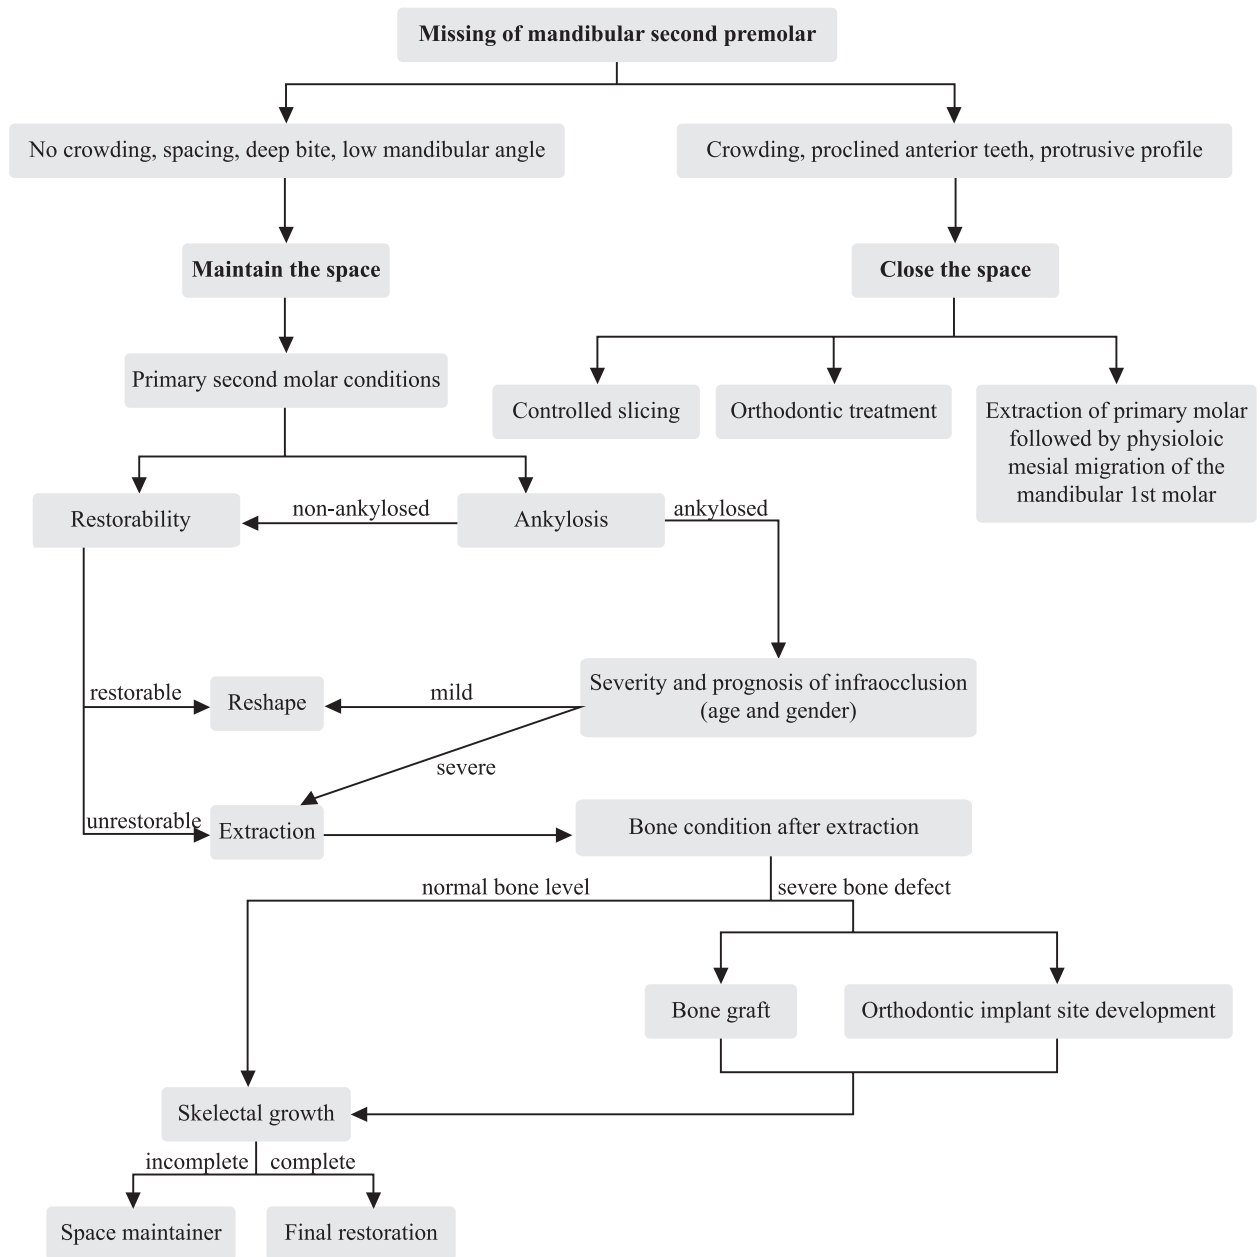 Missing of mandibular second premolar
No crowding, spacing, deep bite, low mandibular angle
Crowding, proclined anterior teeth, protrusive profile
Maintain the space
Close the space
Primary second molar conditions
Controlled slicing
Orthodontic treatment
Extraction of primary molar
followed by physioloic
mesial migration of the
mandibular 1st molar
Restorability
non-ankylosed
Ankylosis
ankylosed
restorable
Reshape
mild
Severity and prognosis of infraocclusion
(age and gender)
severe
unrestorable
Extraction
Bone condition after extraction
normal bone level
severe bone defect
Bone graft
Orthodontic implant site development
Skelectal growth
incomplete
complete
Space maintainer
Final restoration